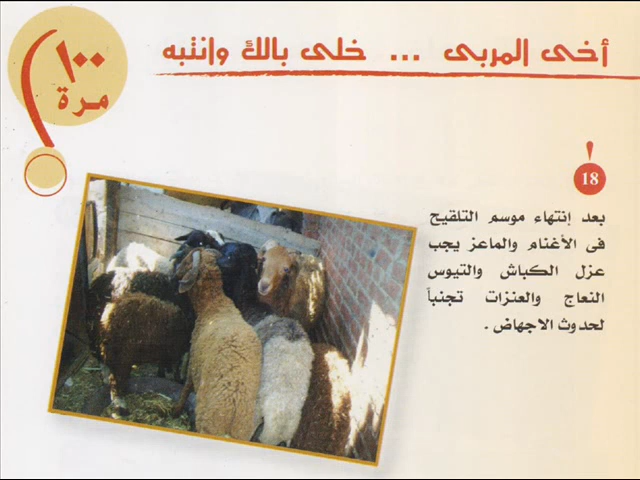 أخى المربى ... خلى بالك وانتبه
١٠٠
مرة
18
بعد إنتهاء موسم التلقيح
فى الأغنام والماعز يجب
عزل الكباش والتيوس
النعاج والعنزات تجنباً
لحدوث الاجهاض .